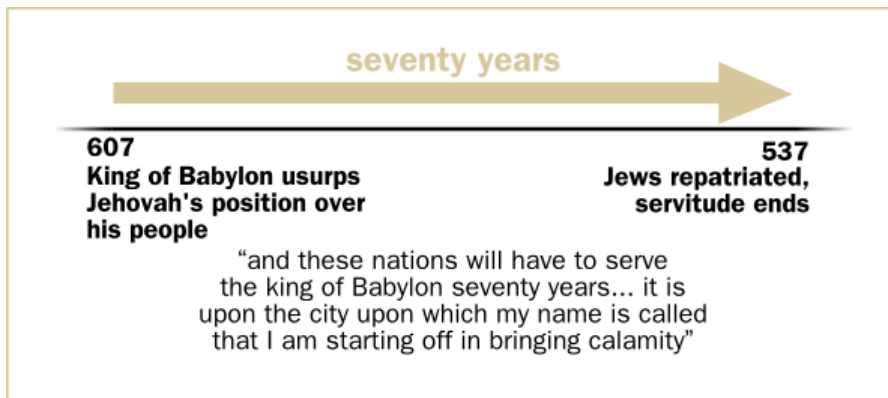 seventy years
607
King of Babylon usurps
Jehovah's position over
his people
537
Jews repatriated,
servitude ends
“and these nations will have to serve
the king of Babylon seventy years... it is
upon the city upon which my name is called
that I am starting off in bringing calamity”